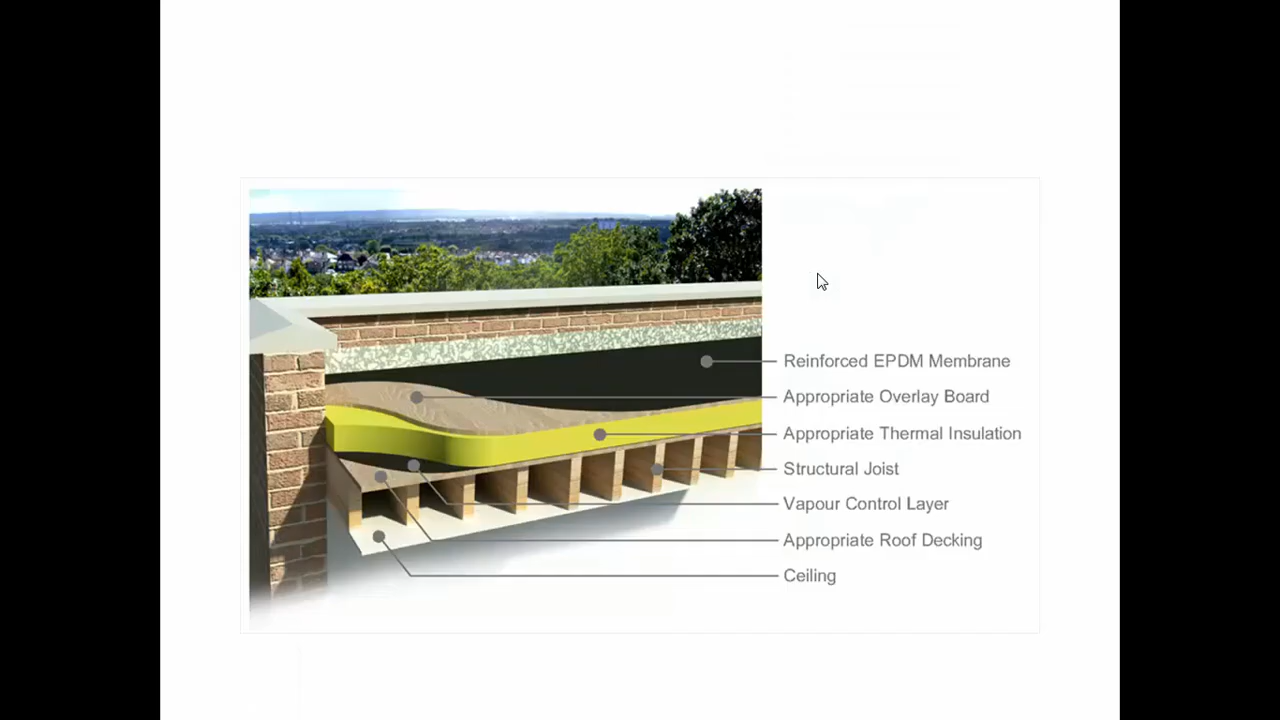 Reinforced EPDM Membrane
Appropriate Overlay Board
Appropriate Thermal Insulation
Structural Joist
Vapour Control Layer
Appropriate Roof Decking
Ceiling